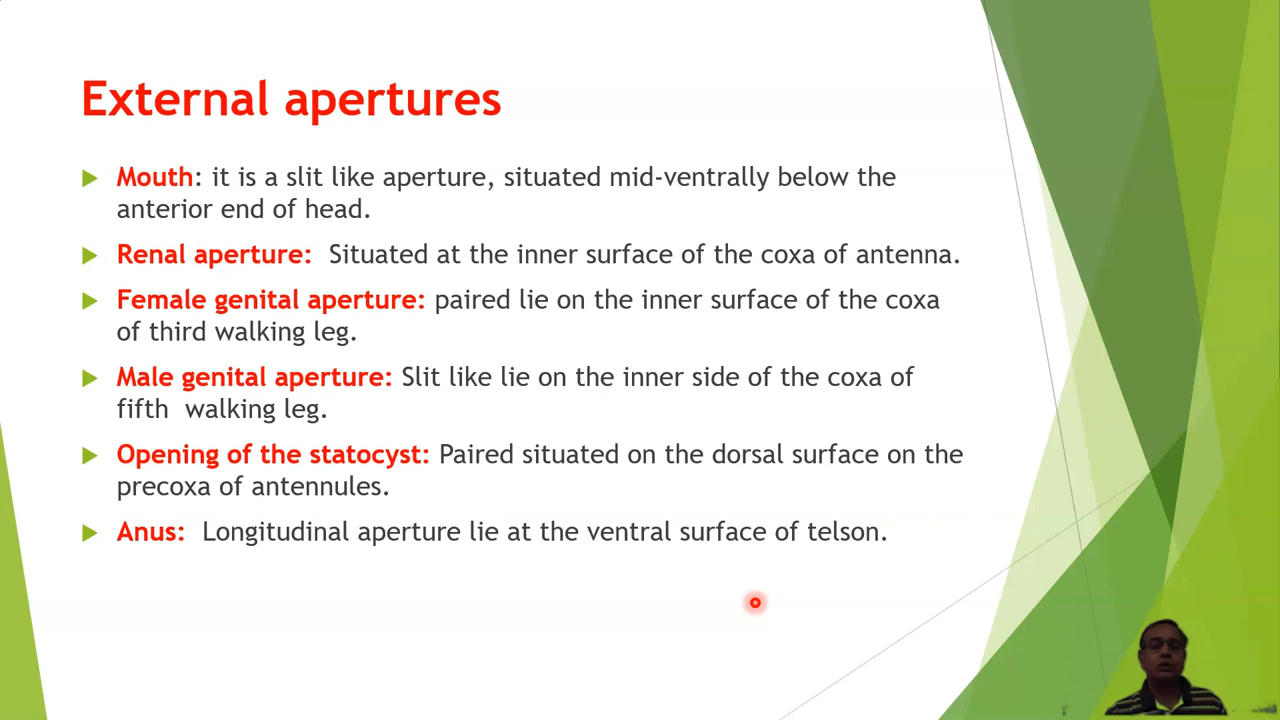 External apertures
Mouth: it is a slit like aperture, situated mid-ventrally below the
anterior end of head.
Renal aperture:  Situated at the inner surface of the coxa of antenna.
Female genital aperture: paired lie on the inner surface of the coxa
of third walking leg.
Male genital aperture: Slit like lie on the inner side of the coxa of
fifth  walking leg.
Opening of the statocyst: Paired situated on the dorsal surface on the
precoxa of antennules.
Anus:  Longitudinal aperture lie at the ventral surface of telson.